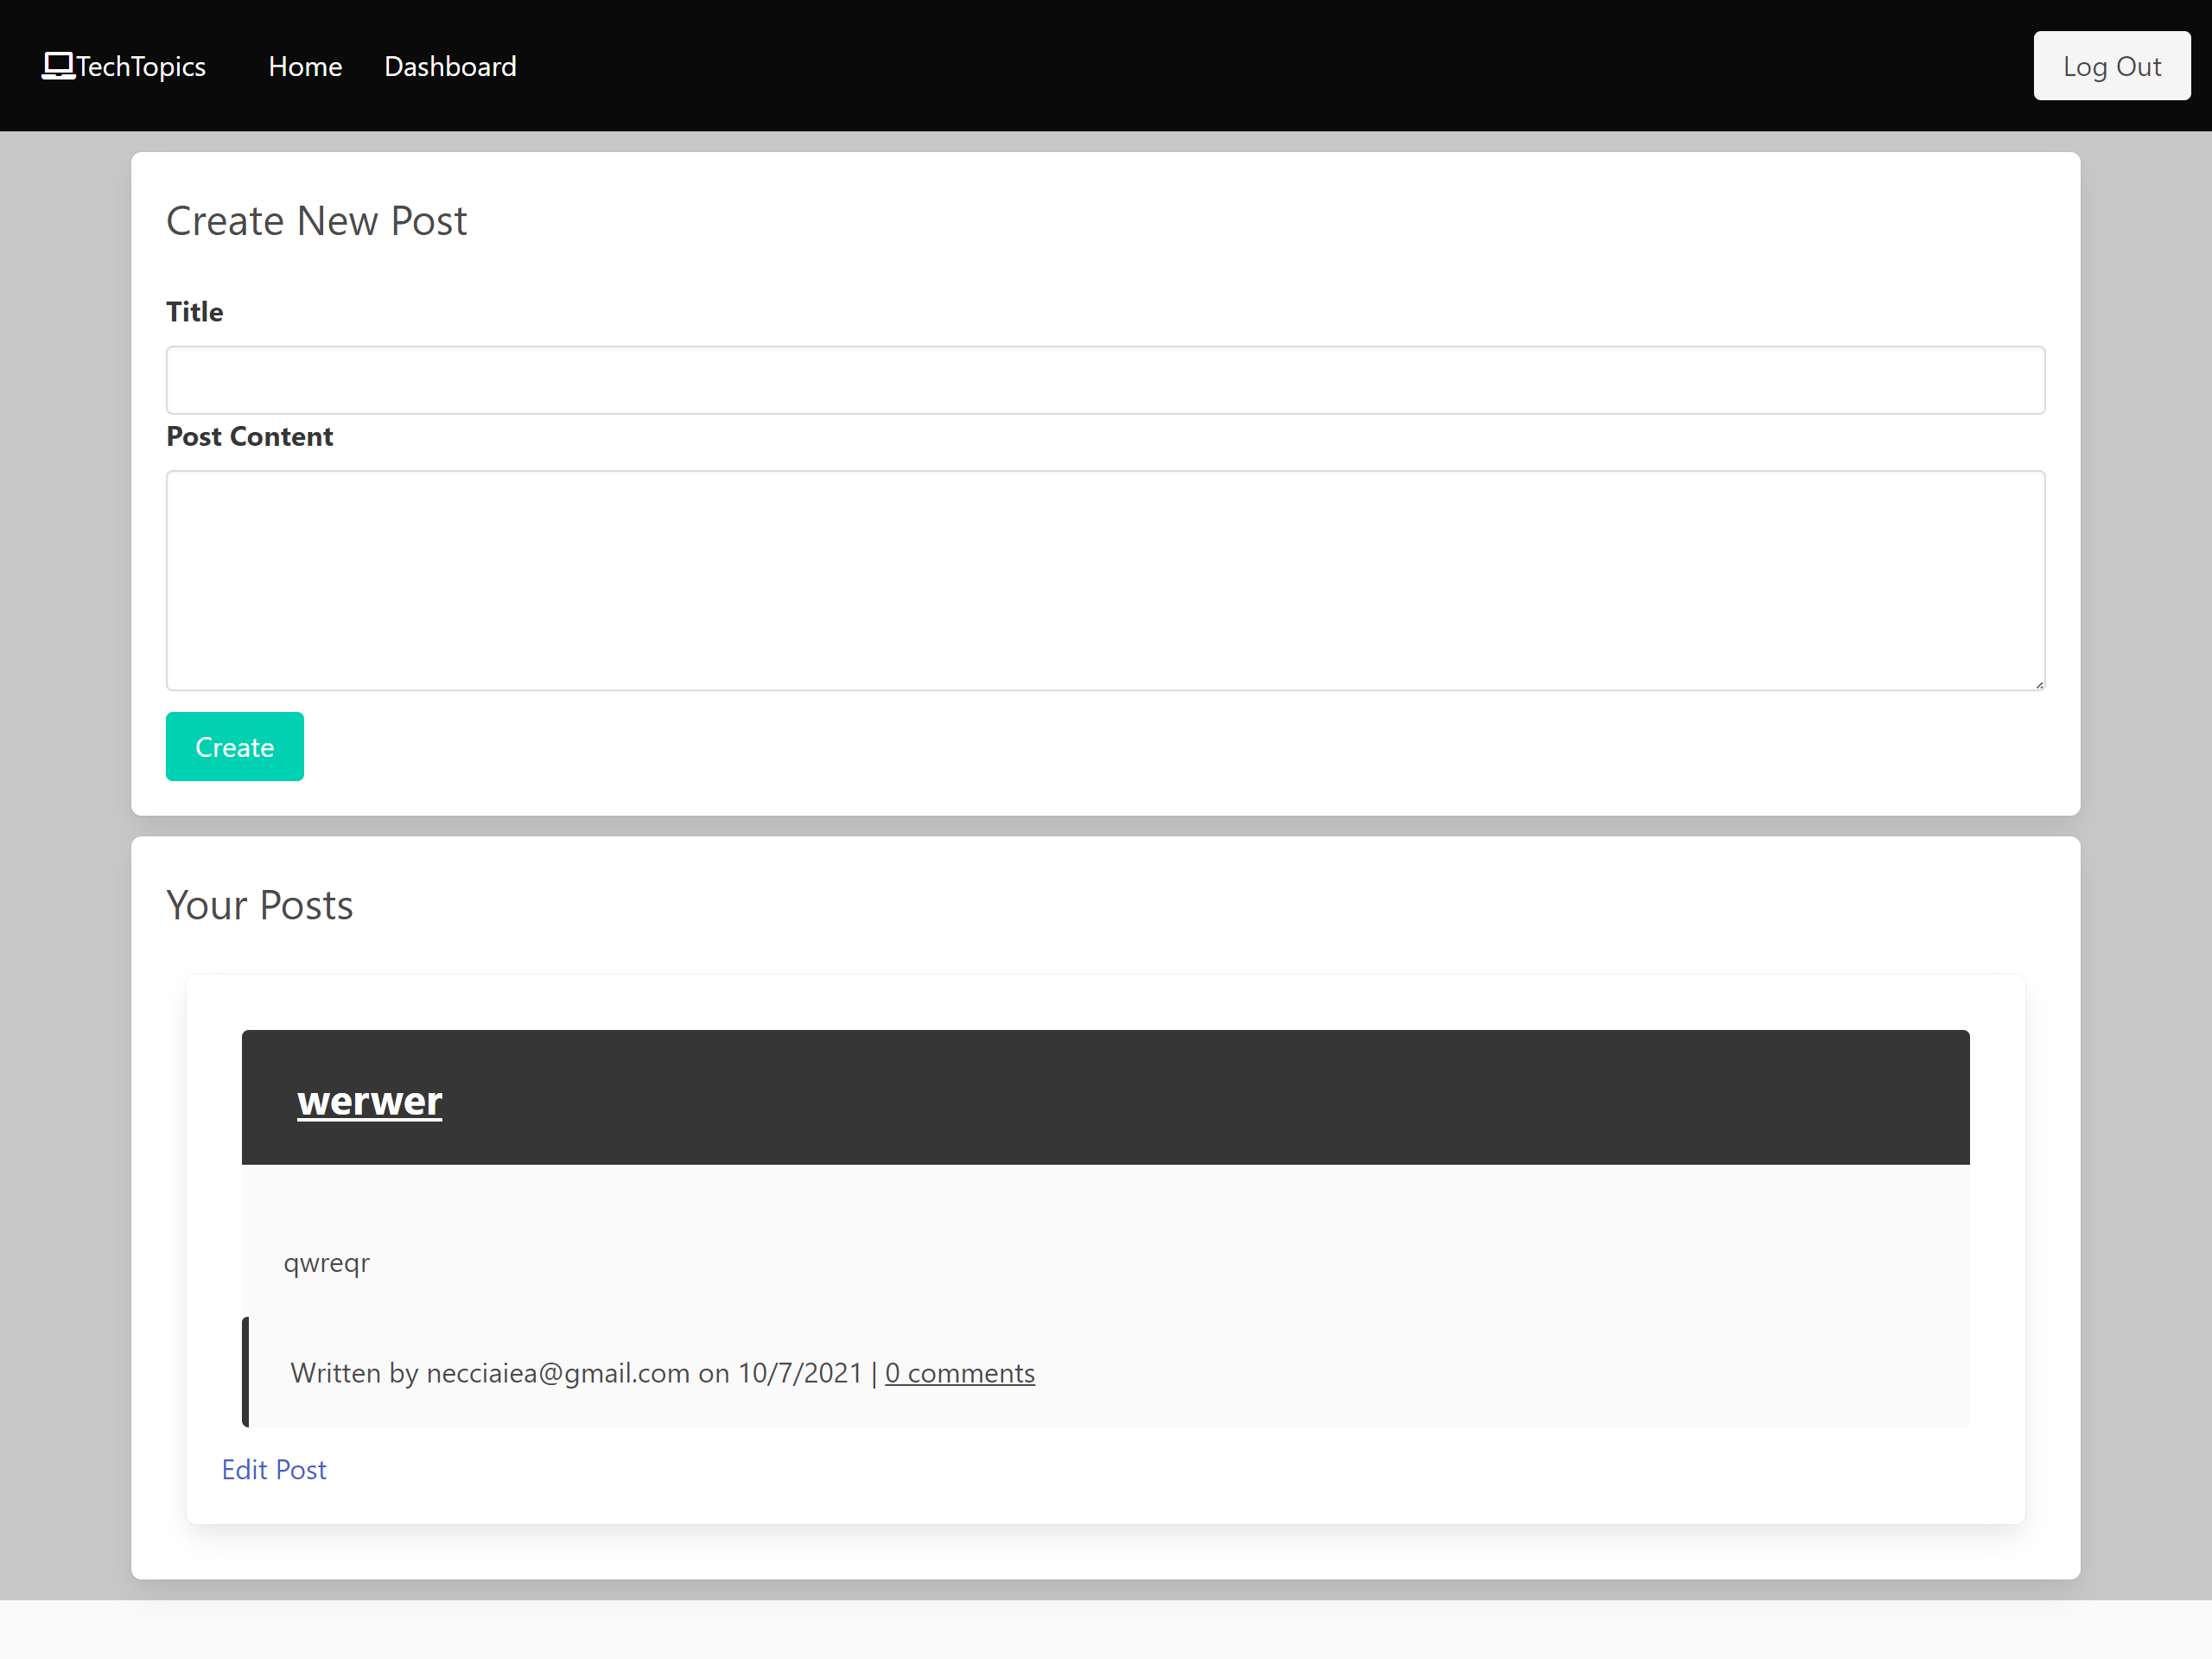 TechTopics Home Dashboard Log Out
Create New Post
Title
Post Content
Create
Your Posts
werwer
qwreqr
Written by necciaiea@gmail.com on 10/7/2021 | 0 comments
Edit Post